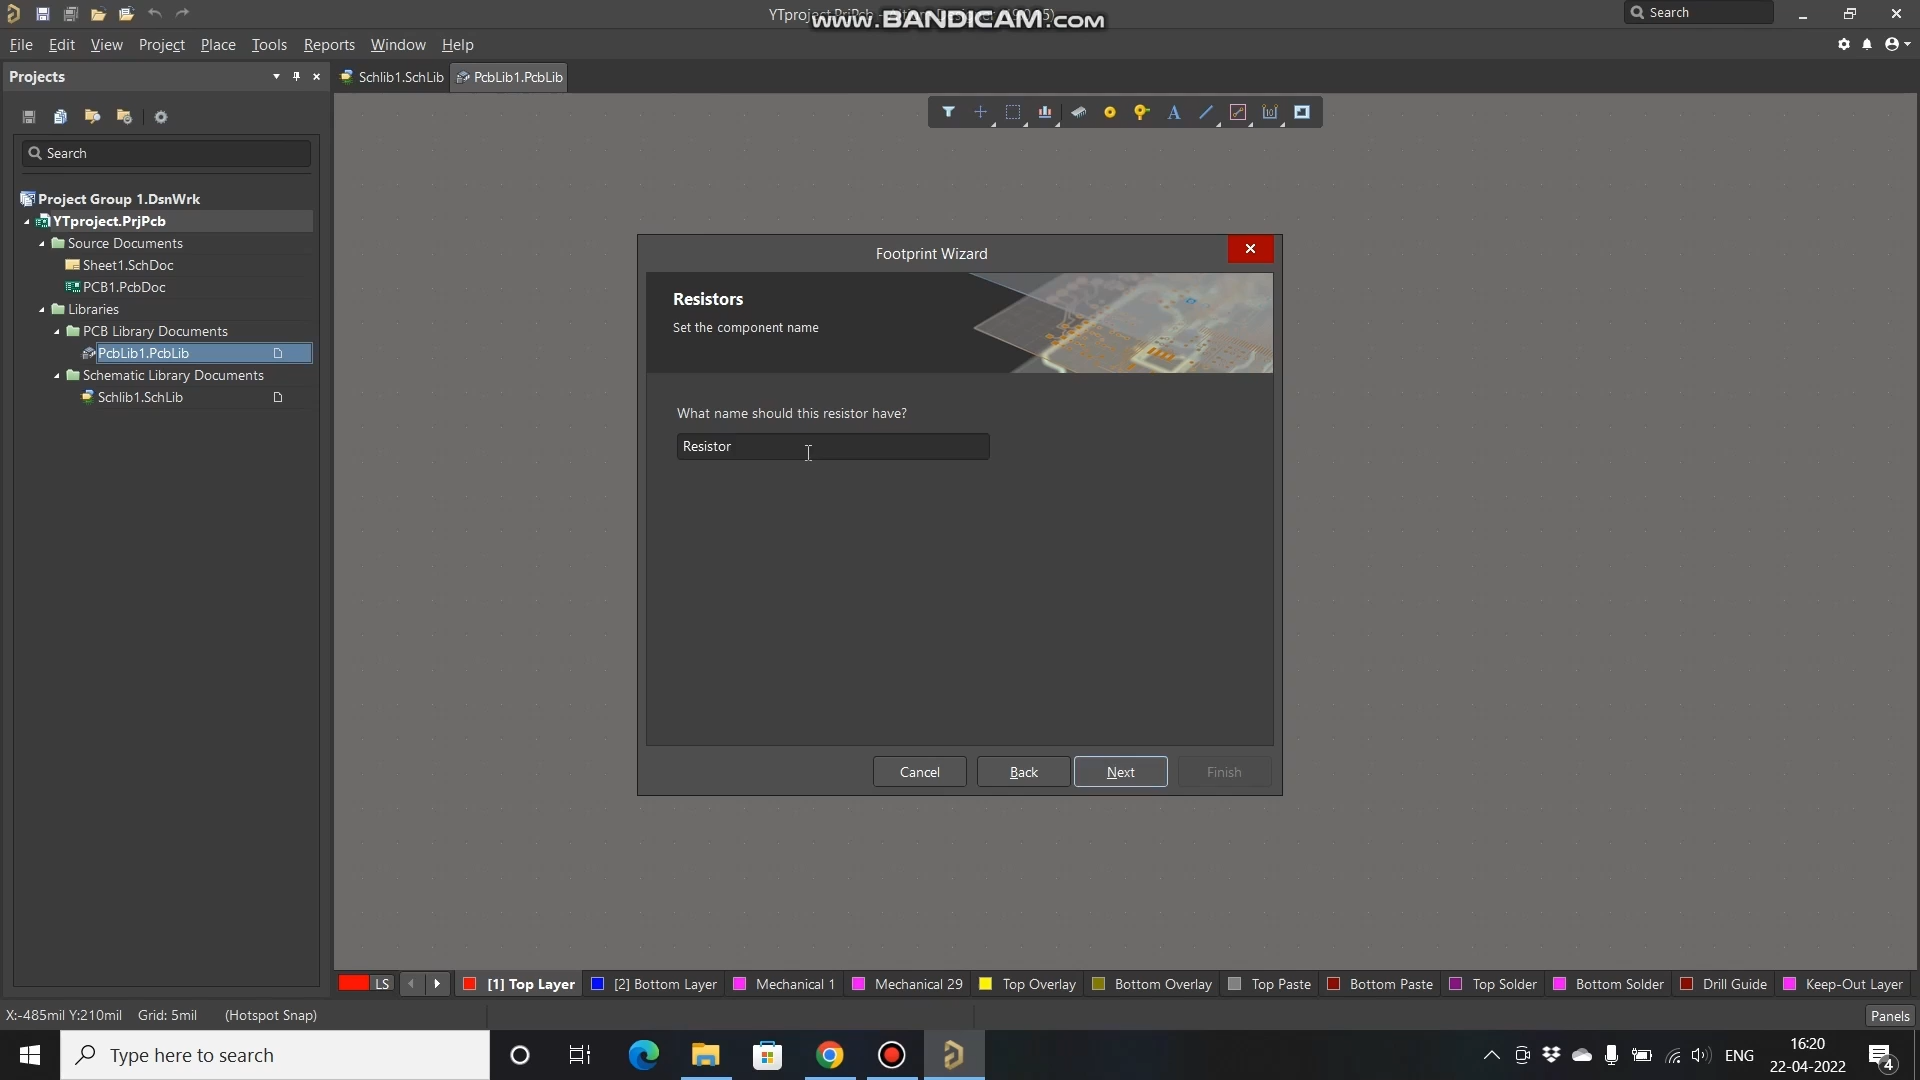 YTproject.PrjPcb
www.BANDICAM.com
Search
File Edit View Project Place Tools Reports Window Help
Projects
Schlib1.SchLib PcbLib1.PcbLib
Search
Project Group 1.DsnWrk
YTproject.PrjPcb
Source Documents
Sheet1.SchDoc
PCB1.PcbDoc
Libraries
PCB Library Documents
PcbLib1.PcbLib
Schematic Library Documents
Schlib1.SchLib
Footprint Wizard
Resistors
Set the component name
What name should this resistor have?
Resistor
Cancel Back Next Finish
LS [1] Top Layer [2] Bottom Layer Mechanical 1 Mechanical 29 Top Overlay Bottom Overlay Top Paste Bottom Paste Top Solder Bottom Solder Drill Guide Keep-Out Layer
X:-485mil Y:210mil Grid: 5mil (Hotspot Snap) Panels
Type here to search
ENG
16:20
22-04-2022
4